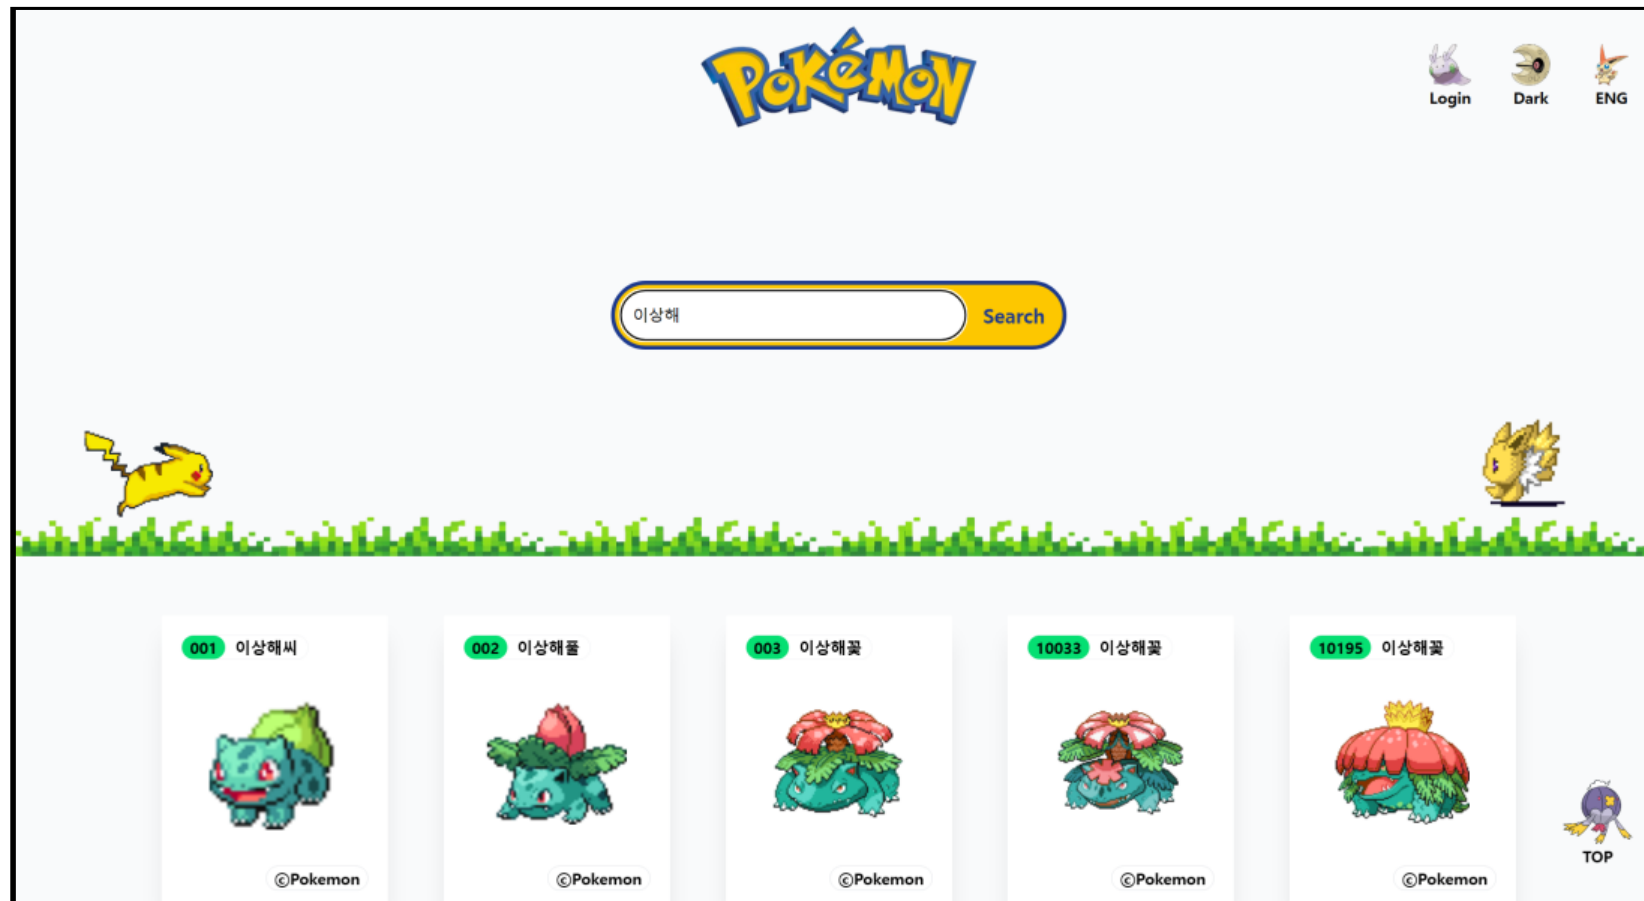 Pokémon
Login
Dark
ENG
이상해
Search
001 이상해씨
002 이상해풀
003 이상해꽃
10033 이상해꽃
10195 이상해꽃
TOP
©Pokemon
©Pokemon
©Pokemon
©Pokemon
©Pokemon